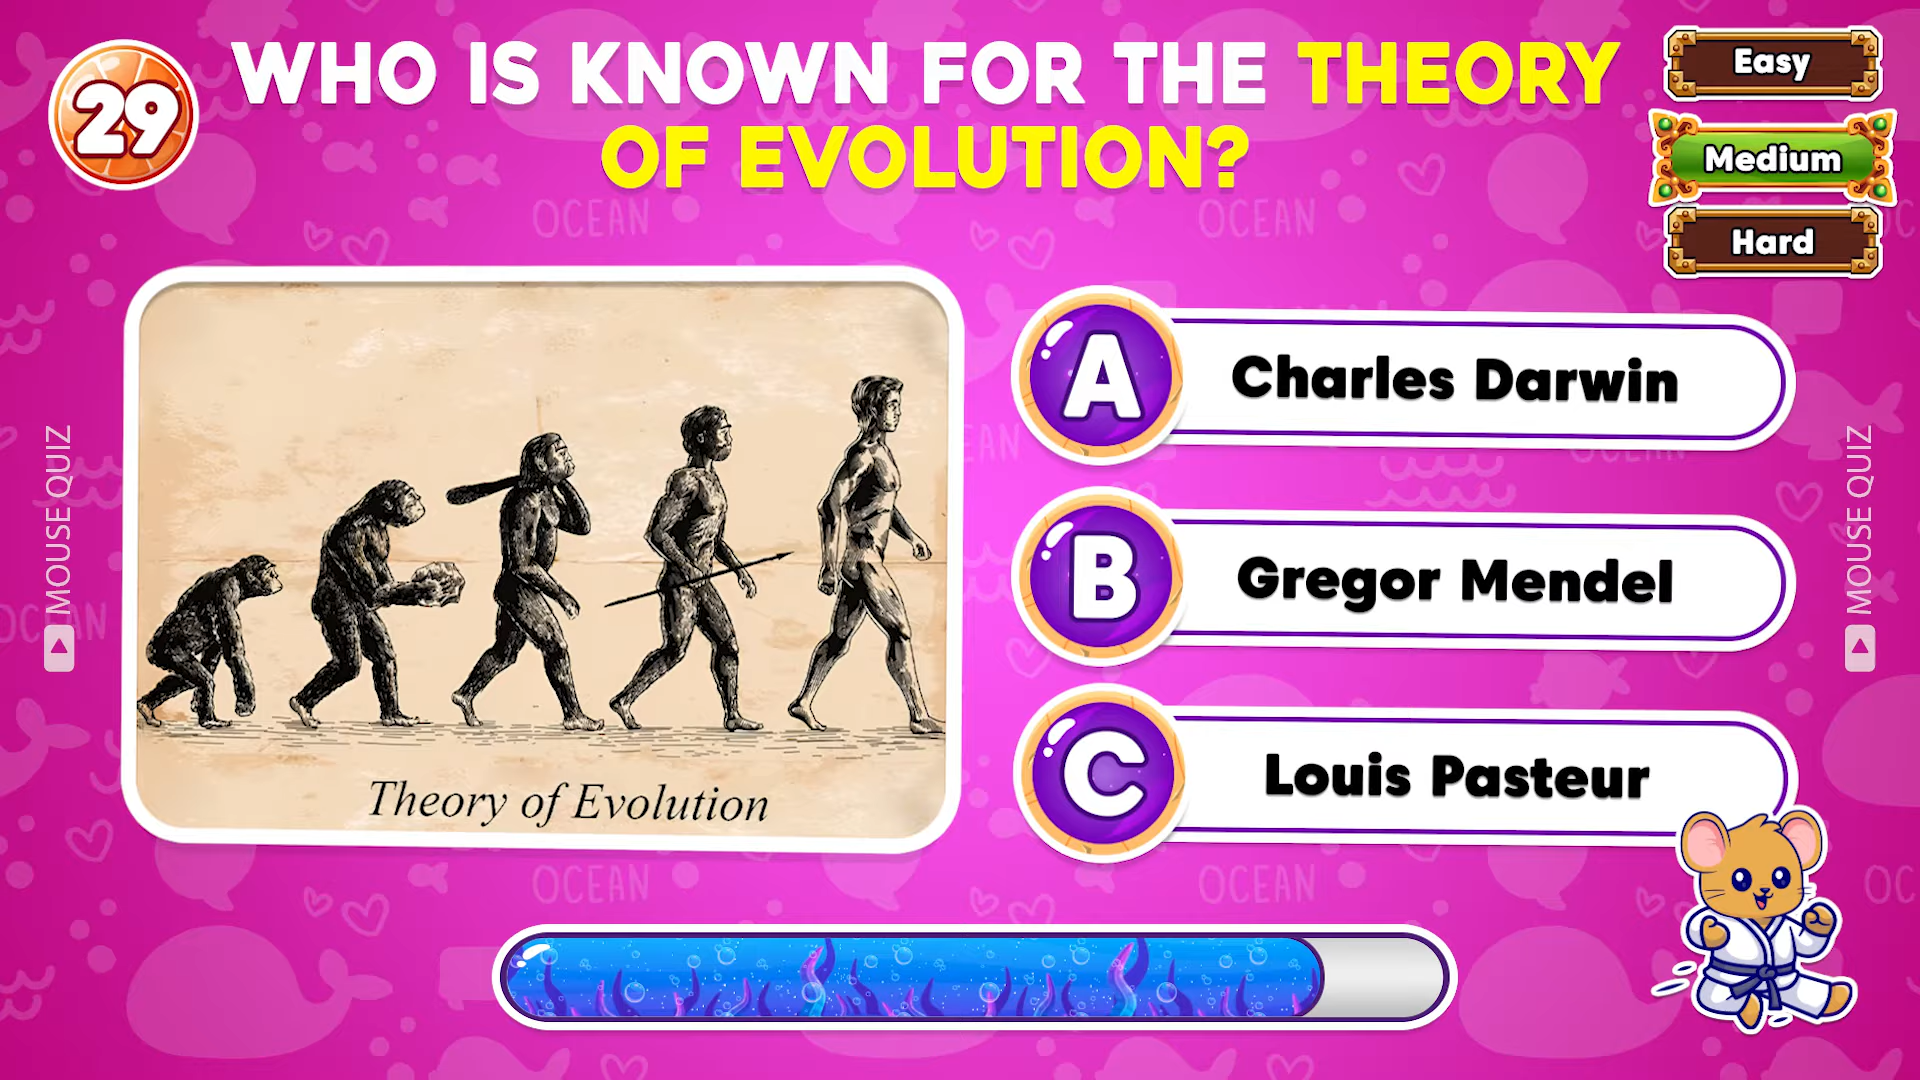 29
WHO IS KNOWN FOR THE THEORY
OF EVOLUTION?
Easy
Medium
Hard
OCEAN
OCEAN
A
Charles Darwin
B
Gregor Mendel
C
Louis Pasteur
Theory of Evolution
MOUSE QUIZ
MOUSE QUIZ
OCEAN
OCEAN